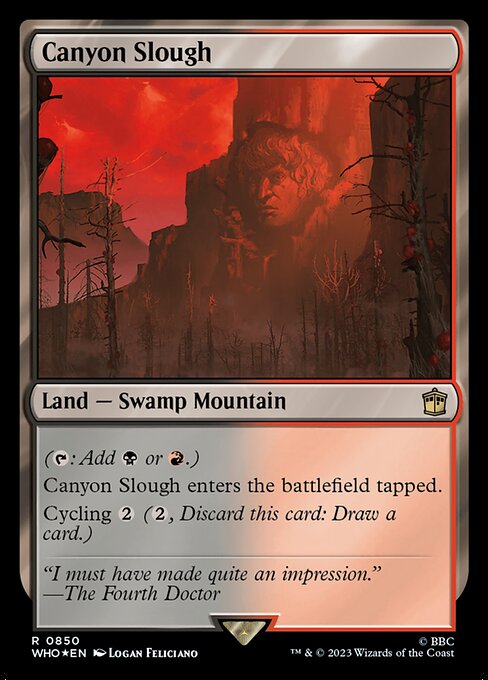 Canyon Slough
Land — Swamp Mountain
(: Add or .)
Canyon Slough enters the battlefield tapped.
Cycling 2 (2, Discard this card: Draw a
card.)
“I must have made quite an impression.”
—The Fourth Doctor
R 0850
WHO★EN Logan Feliciano
© BBC
™ & © 2023 Wizards of the Coast